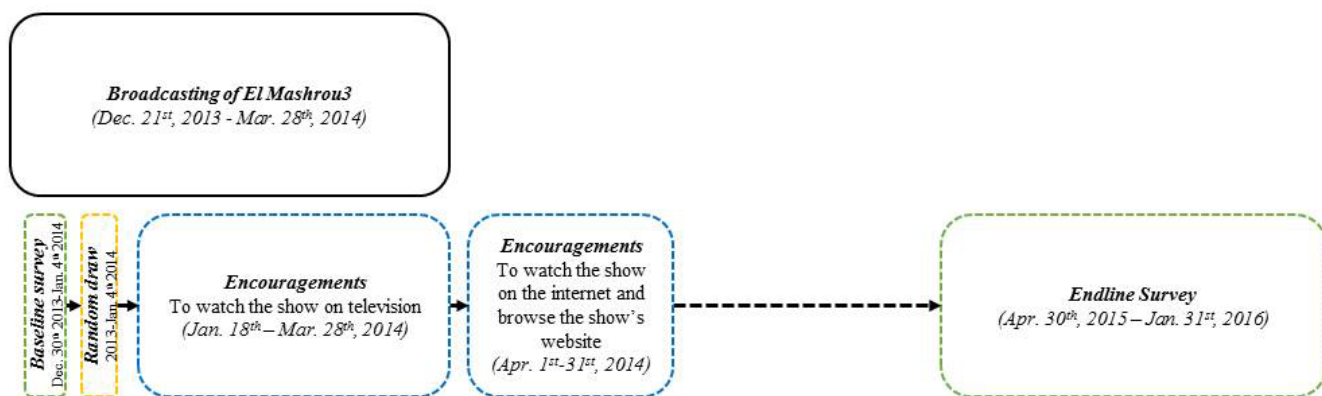 Broadcasting of El Mashrou3
(Dec. 21st, 2013 - Mar. 28th, 2014)
Baseline survey
Dec. 30th 2013-Jan. 4th 2014
Random draw
2013-Jan. 4th 2014
Encouragements
To watch the show on television
(Jan. 18th – Mar. 28th, 2014)
Encouragements
To watch the show
on the internet and
browse the show's
website
(Apr. 1st-31st, 2014)
Endline Survey
(Apr. 30th, 2015 – Jan. 31st, 2016)